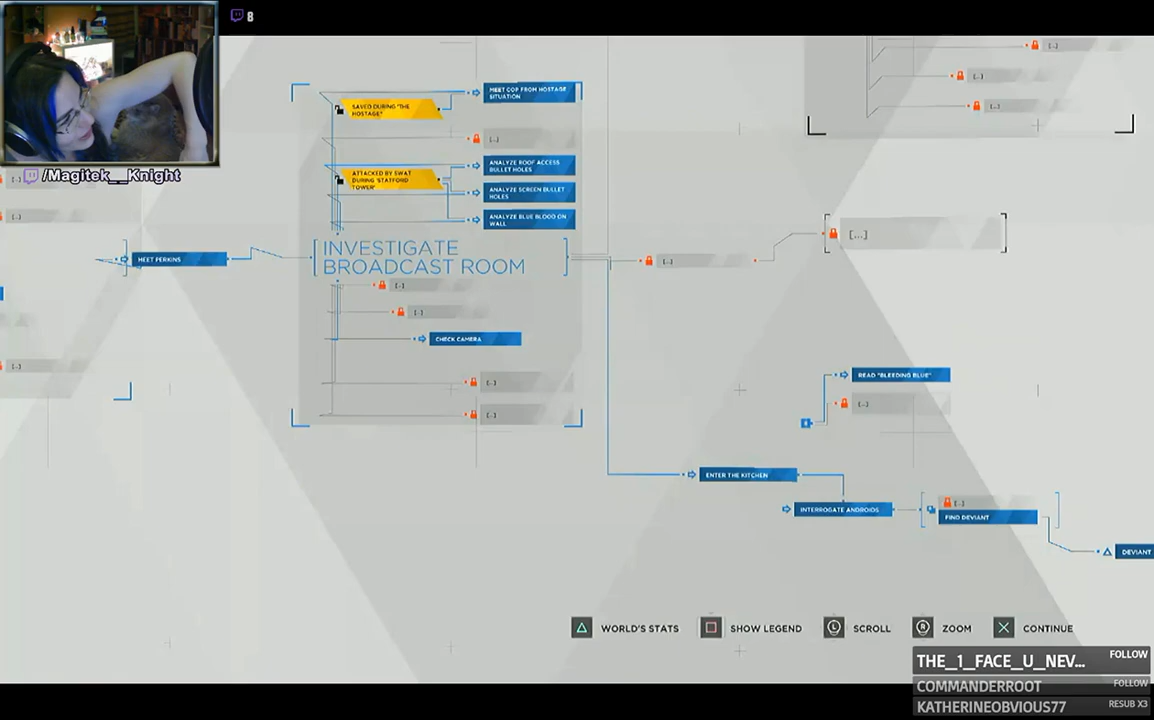 8
/Magitek__Knight
MEET COP FROM HOSTAGE
SITUATION
SAVED DURING "THE
HOSTAGE"
[...]
[...]
[...]
[...]
ANALYZE ROOF ACCESS
BULLET HOLES
ATTACKED BY SWAT
DURING "STATFORD
TOWER"
ANALYZE SCREEN BULLET
HOLES
ANALYZE BLUE BLOOD ON
WALL
[...]
[...]
[...]
INVESTIGATE
BROADCAST ROOM
MEET PERKINS
[...]
[...]
[...]
CHECK CAMERA
[...]
[...]
[...]
READ "BLEEDING BLUE"
[...]
ENTER THE KITCHEN
INTERROGATE ANDROIDS
[...]
FIND DEVIANT
DEVIANT
WORLD'S STATS
SHOW LEGEND
L
SCROLL
R
ZOOM
CONTINUE
THE_1_FACE_U_NEV... FOLLOW
COMMANDERROOT FOLLOW
KATHERINEOBVIOUS77 RESUB X3